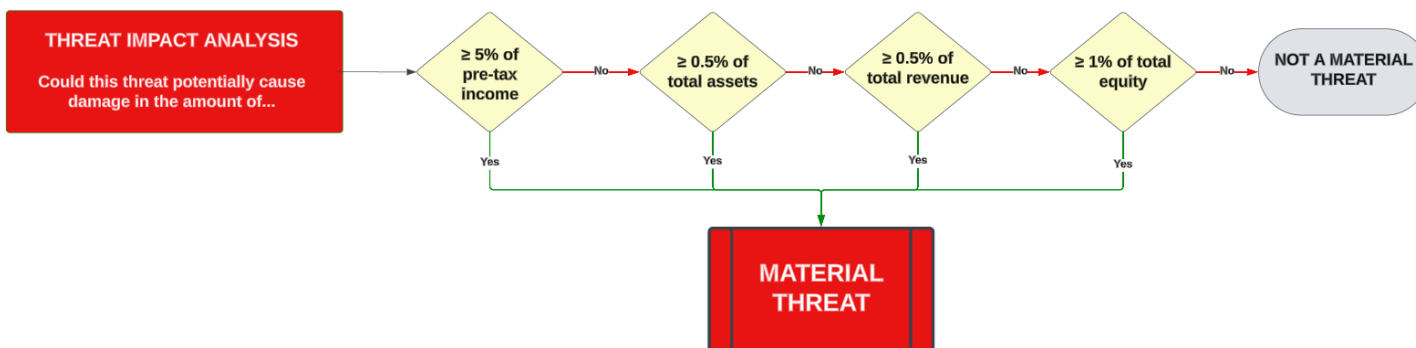 THREAT IMPACT ANALYSIS
Could this threat potentially cause
damage in the amount of...
≥ 5% of
pre-tax
income
No
≥ 0.5% of
total assets
No
≥ 0.5% of
total revenue
No
≥ 1% of total
equity
No
NOT A MATERIAL
THREAT
Yes
Yes
Yes
Yes
MATERIAL
THREAT